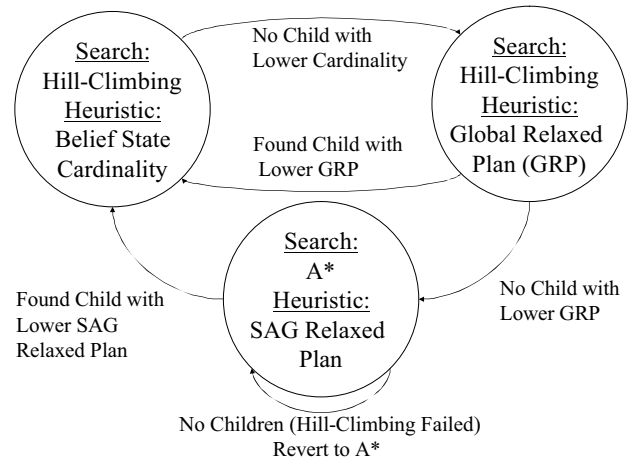 Search:
Hill-Climbing
Heuristic:
Belief State
Cardinality
No Child with
Lower Cardinality
Search:
Hill-Climbing
Heuristic:
Global Relaxed
Plan (GRP)
Found Child with
Lower GRP
Search:
A*
Heuristic:
SAG Relaxed
Plan
Found Child with
Lower SAG
Relaxed Plan
No Child with
Lower GRP
No Children (Hill-Climbing Failed)
Revert to A*